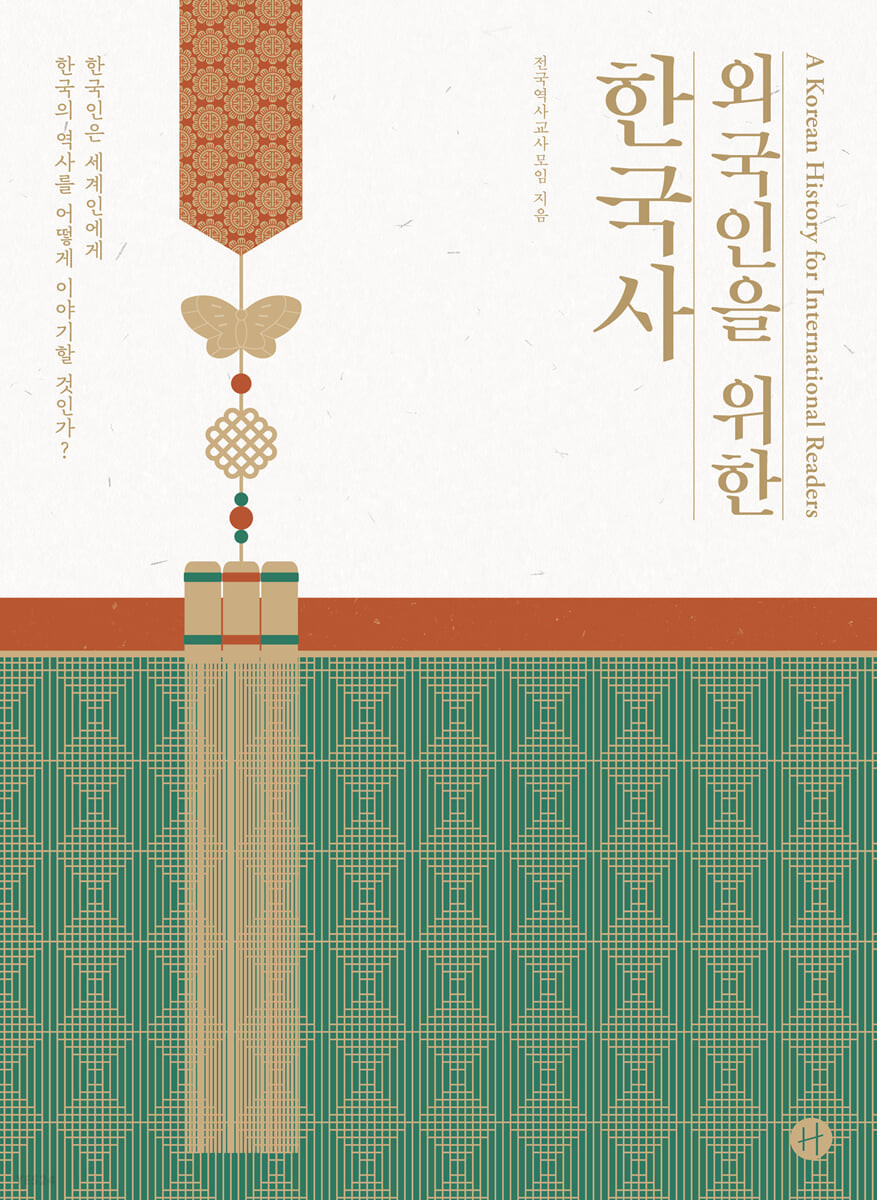 A Korean History for International Readers
외국인을 위한
한국사
전국역사교사모임 지음
한국인은 세계인에게
한국의 역사를 어떻게 이야기할 것인가?
H